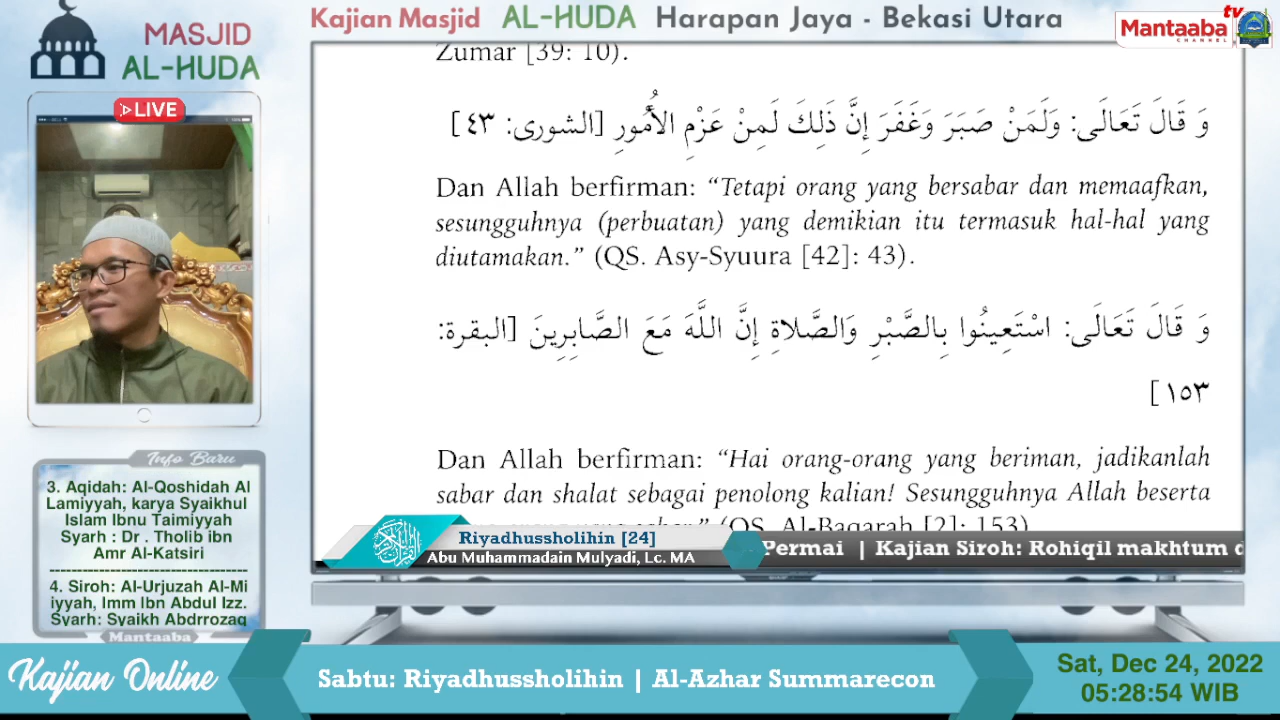 Kajian Masjid AL-HUDA Harapan Jaya - Bekasi Utara
Mantaaba tv
CHANNEL
MASJID
AL-HUDA
LIVE
Zumar [39: 10).
وَ قَالَ تَعَالَى: وَلَمَنْ صَبَرَ وَغَفَرَ إِنَّ ذَلِكَ لَمِنْ عَزْمِ الأُمُورِ [الشورى: ٤٣]
Dan Allah berfirman: “Tetapi orang yang bersabar dan memaafkan,
sesungguhnya (perbuatan) yang demikian itu termasuk hal-hal yang
diutamakan.” (QS. Asy-Syuura [42]: 43).
وَ قَالَ تَعَالَى: اسْتَعِينُوا بِالصَّبْرِ وَالصَّلاةِ إِنَّ اللَّهَ مَعَ الصَّابِرِينَ [البقرة:
١٥٣]
Dan Allah berfirman: “Hai orang-orang yang beriman, jadikanlah
sabar dan shalat sebagai penolong kalian! Sesungguhnya Allah beserta
(QS. Al-Baqarah [2]: 153)
Info Baru
3. Aqidah: Al-Qoshidah Al
Lamiyyah, karya Syaikhul
Islam Ibnu Taimiyyah
Syarh : Dr . Tholib ibn
Amr Al-Katsiri
4. Siroh: Al-Urjuzah Al-Mi
iyyah, Imm Ibn Abdul Izz.
Syarh: Syaikh Abdrrozaq
Mantaaba
Riyadhussholihin [24]
Abu Muhammadain Mulyadi, Lc. MA
Permai | Kajian Siroh: Rohiqil makhtum
Kajian Online
Sabtu: Riyadhussholihin | Al-Azhar Summarecon
Sat, Dec 24, 2022
05:28:54 WIB